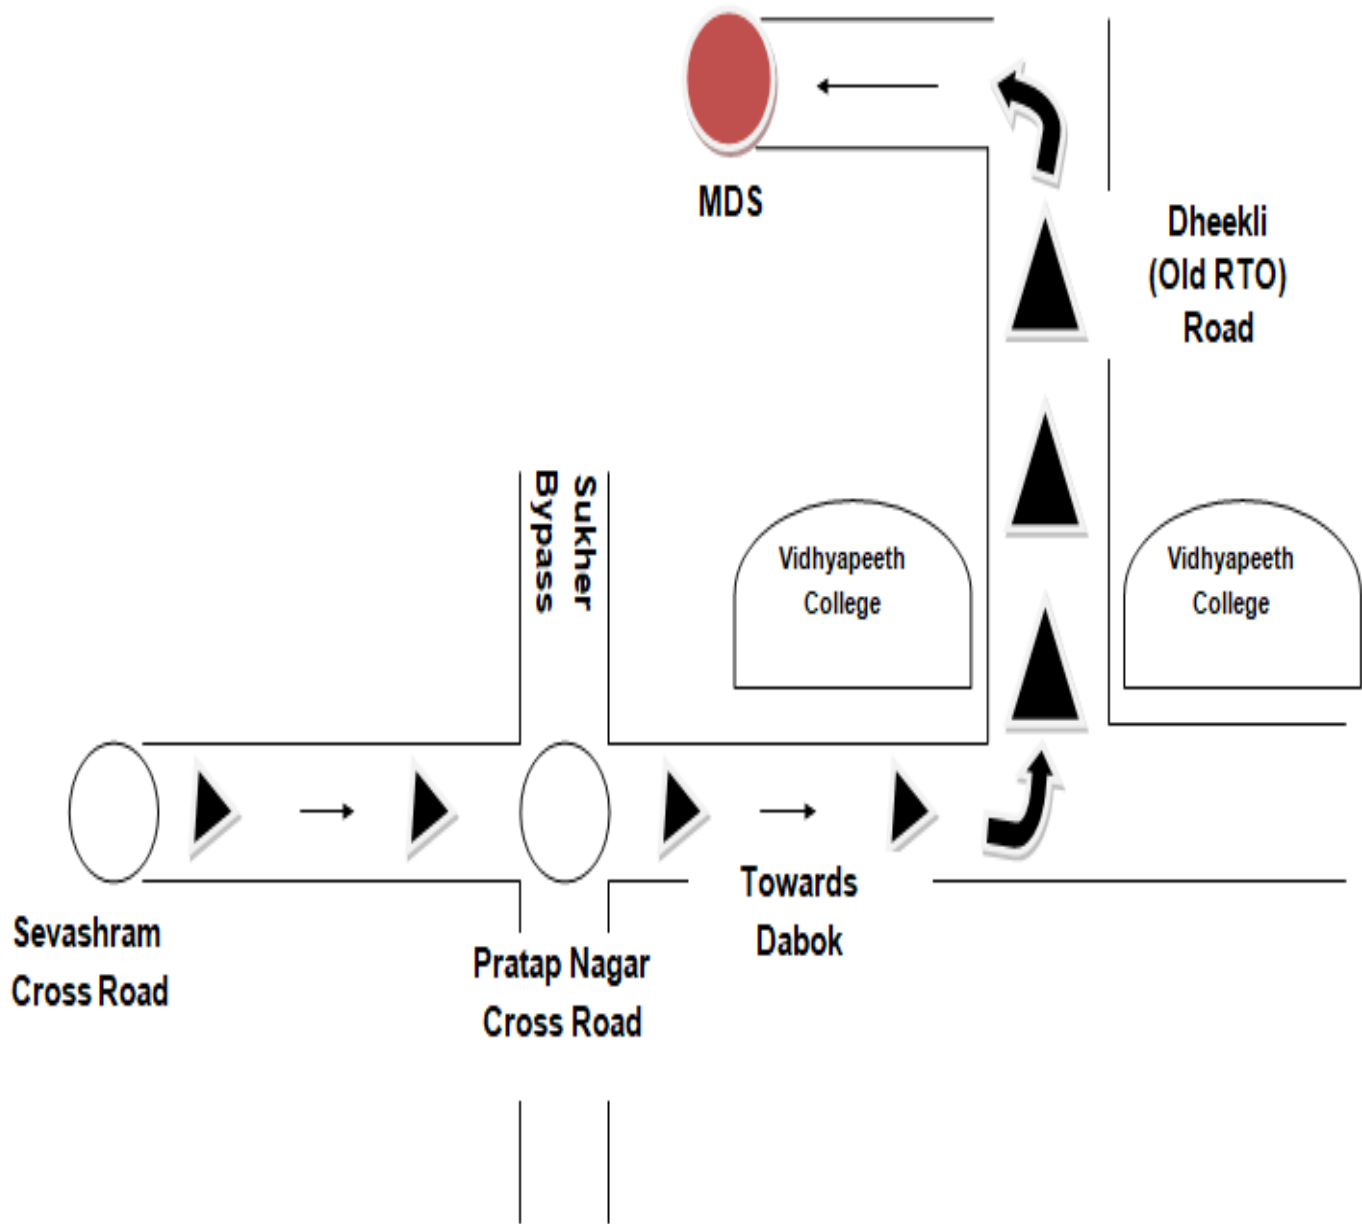 MDS
Dheekli
(Old RTO)
Road
Sukher
Bypass
Vidhyapeeth
College
Vidhyapeeth
College
Towards
Dabok
Sevashram
Cross Road
Pratap Nagar
Cross Road